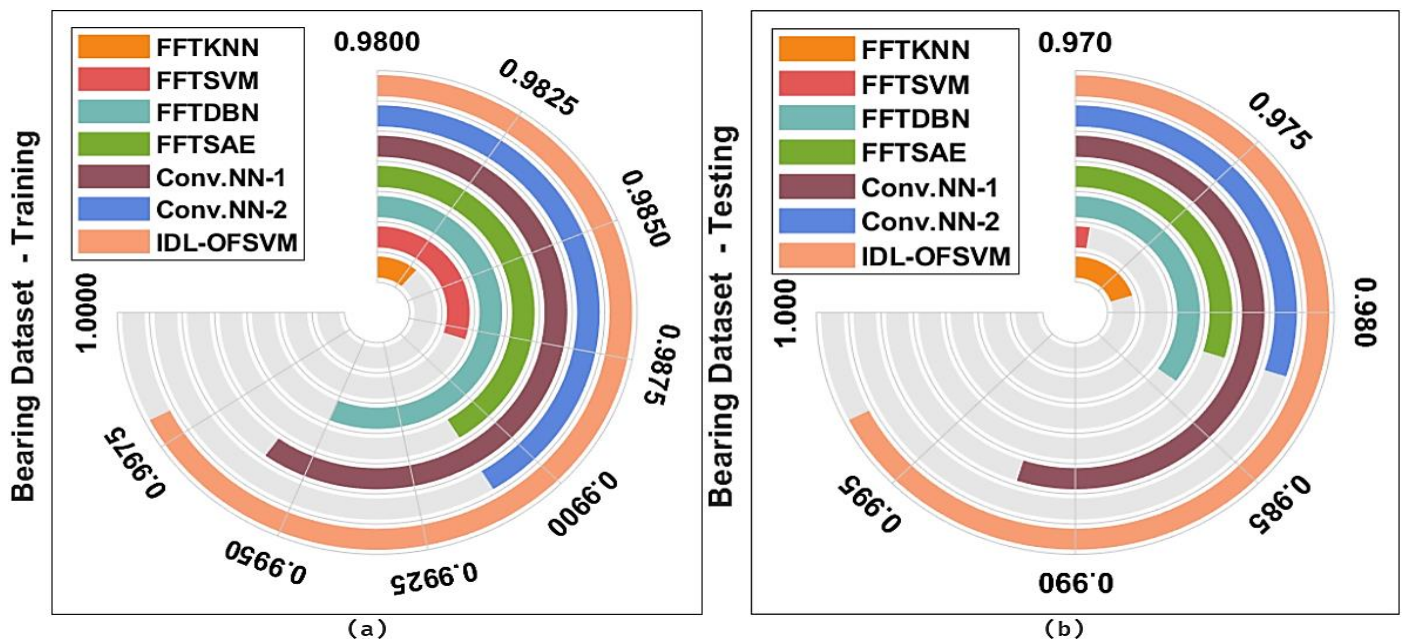 Bearing Dataset - Training
FFTKNN
FFTSVM
FFTDBN
FFTSAE
Conv.NN-1
Conv.NN-2
IDL-OFSVM
0.9800
0.9825
0.9850
0.9875
0.9900
0.9925
0.9950
0.9975
1.0000
(a)
Bearing Dataset - Testing
FFTKNN
FFTSVM
FFTDBN
FFTSAE
Conv.NN-1
Conv.NN-2
IDL-OFSVM
0.970
0.975
0.980
0.985
0.990
0.995
1.000
(b)